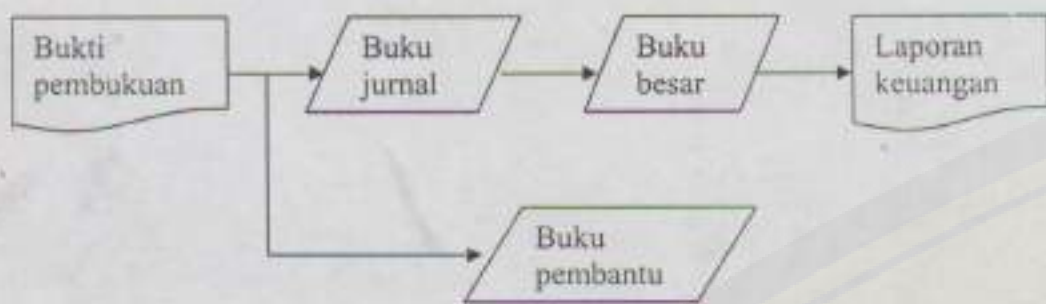 Bukti
pembukuan
Buku
jurnal
Buku
besar
Laporan
keuangan
Buku
pembantu